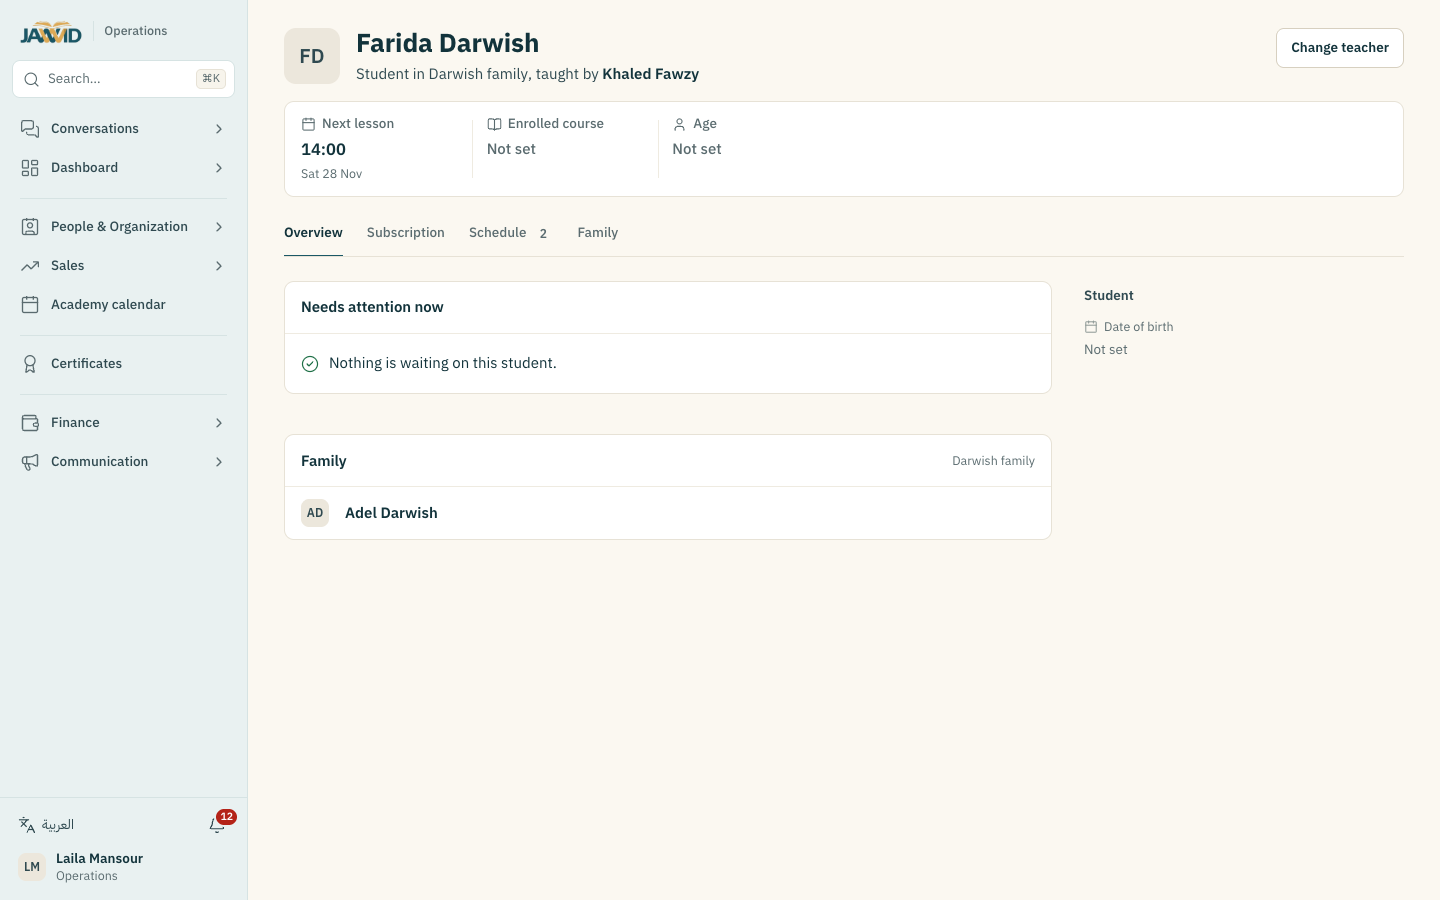 JAWWID
Operations
Search...
⌘K
Conversations
Dashboard
People & Organization
Sales
Academy calendar
Certificates
Finance
Communication
العربية
12
LM
Laila Mansour
Operations
FD
Farida Darwish
Student in Darwish family, taught by Khaled Fawzy
Change teacher
Next lesson
14:00
Sat 28 Nov
Enrolled course
Not set
Age
Not set
Overview
Subscription
Schedule 2
Family
Needs attention now
Nothing is waiting on this student.
Family
Darwish family
AD
Adel Darwish
Student
Date of birth
Not set